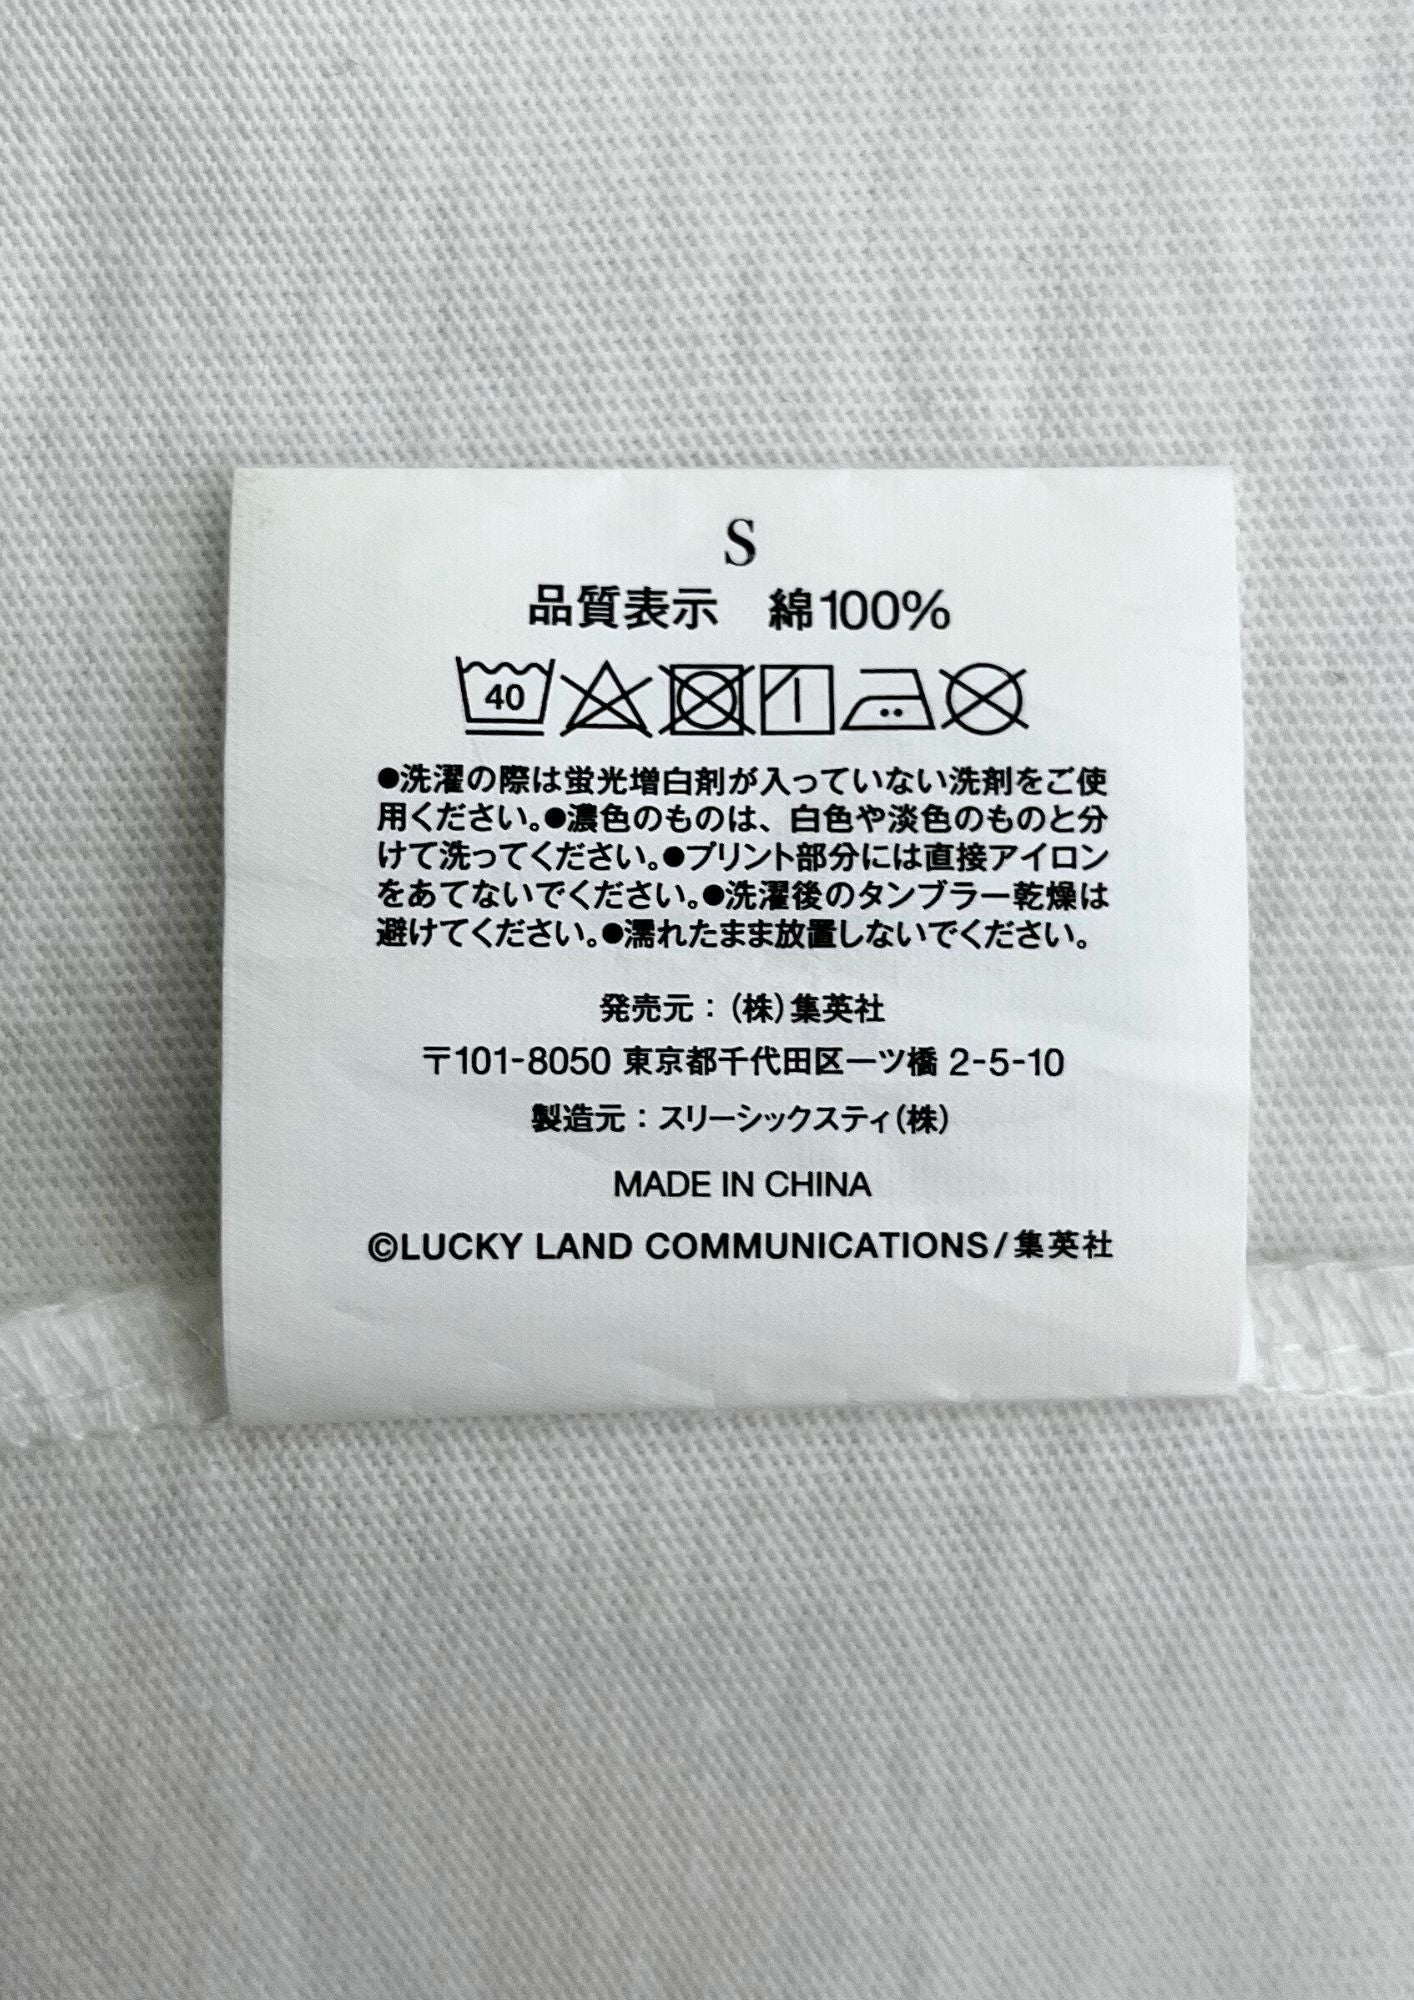 S
品質表示　綿100%
40
●洗濯の際は蛍光増白剤が入っていない洗剤をご使
用ください。●濃色のものは、白色や淡色のものと分
けて洗ってください。●プリント部分には直接アイロン
をあてないでください。●洗濯後のタンブラー乾燥は
避けてください。●濡れたまま放置しないでください。
発売元：(株)集英社
〒101-8050 東京都千代田区一ツ橋 2-5-10
製造元：スリーシックスティ(株)
MADE IN CHINA
©LUCKY LAND COMMUNICATIONS/集英社